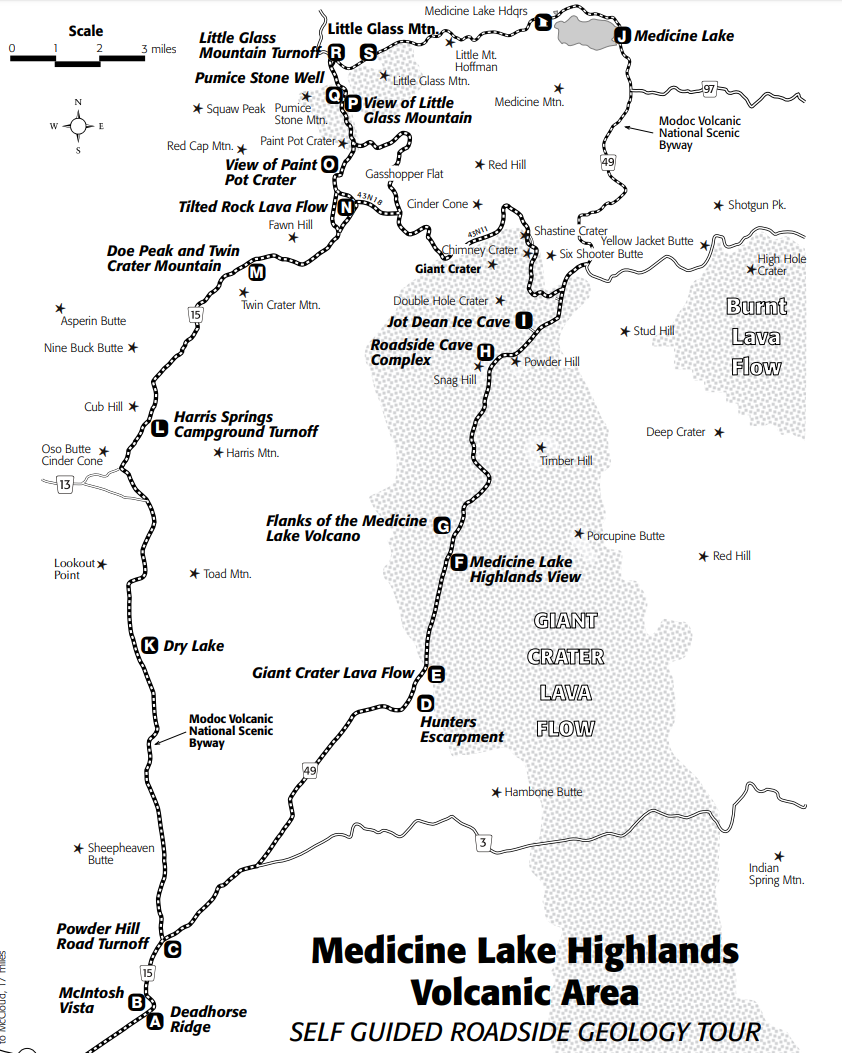 Scale
0 1 2 3 miles
N
W E
S
Medicine Lake Hdqrs
Little Glass Mtn.
Little Glass
Mountain Turnoff
R
S
J
Medicine Lake
Little Mt.
Hoffman
Pumice Stone Well
Little Glass Mtn.
Q
P
View of Little
Glass Mountain
Squaw Peak
Pumice
Stone Mtn.
Medicine Mtn.
97
Modoc Volcanic
National Scenic
Byway
Red Cap Mtn.
Paint Pot Crater
View of Paint
Pot Crater
O
Gasshopper Flat
Red Hill
49
Tilted Rock Lava Flow
N
43N18
Cinder Cone
Shotgun Pk.
Fawn Hill
43N11
Shastine Crater
Doe Peak and Twin
Crater Mountain
M
Chimney Crater
Yellow Jacket Butte
Six Shooter Butte
Giant Crater
High Hole
Crater
Twin Crater Mtn.
Double Hole Crater
Burnt
Lava
Flow
Asperin Butte
15
Jot Dean Ice Cave
I
Stud Hill
Nine Buck Butte
Roadside Cave
Complex
H
Powder Hill
Snag Hill
Cub Hill
L
Harris Springs
Campground Turnoff
Deep Crater
Oso Butte
Cinder Cone
Harris Mtn.
Timber Hill
13
Flanks of the Medicine
Lake Volcano
G
Porcupine Butte
Lookout
Point
Toad Mtn.
F
Medicine Lake
Highlands View
Red Hill
GIANT
CRATER
LAVA
FLOW
K
Dry Lake
Giant Crater Lava Flow
E
D
Hunters
Escarpment
Modoc Volcanic
National Scenic
Byway
49
Hambone Butte
Sheepheaven
Butte
3
Indian
Spring Mtn.
Powder Hill
Road Turnoff
C
15
McIntosh
Vista
B
A
Deadhorse
Ridge
to McCloud, 17 miles
Medicine Lake Highlands
Volcanic Area
SELF GUIDED ROADSIDE GEOLOGY TOUR